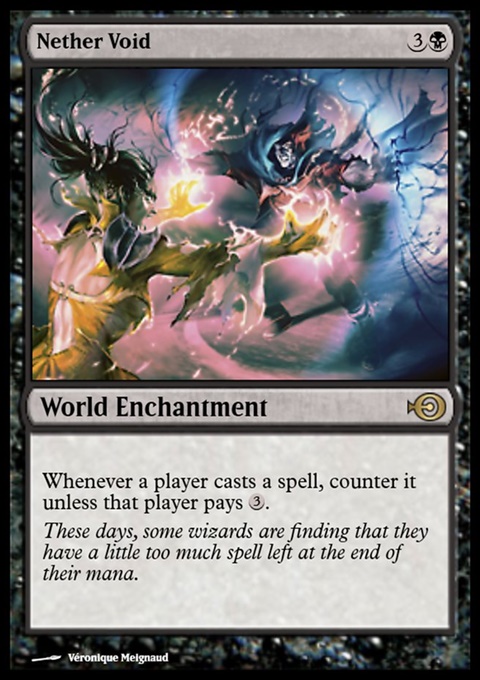 Nether Void 3
World Enchantment
Whenever a player casts a spell, counter it
unless that player pays 3.
These days, some wizards are finding that they
have a little too much spell left at the end of
their mana.
Véronique Meignaud